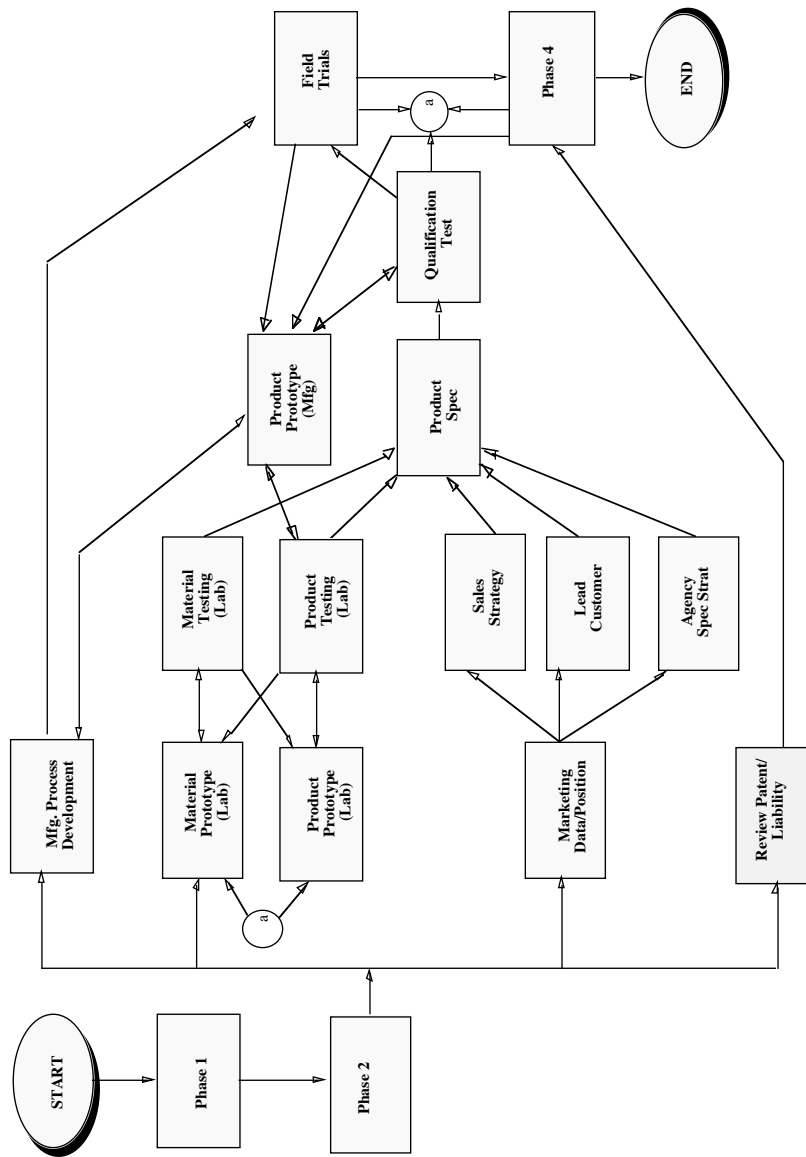 START
Phase 1
Phase 2
Mfg. Process
Development
Material
Prototype
(Lab)
a
Product
Prototype
(Lab)
Marketing
Data/Position
Review Patent/
Liability
Material
Testing
(Lab)
Product
Testing
(Lab)
Sales
Strategy
Lead
Customer
Agency
Spec Strat
Product
Prototype
(Mfg)
Product
Spec
Qualification
Test
Field
Trials
a
Phase 4
END